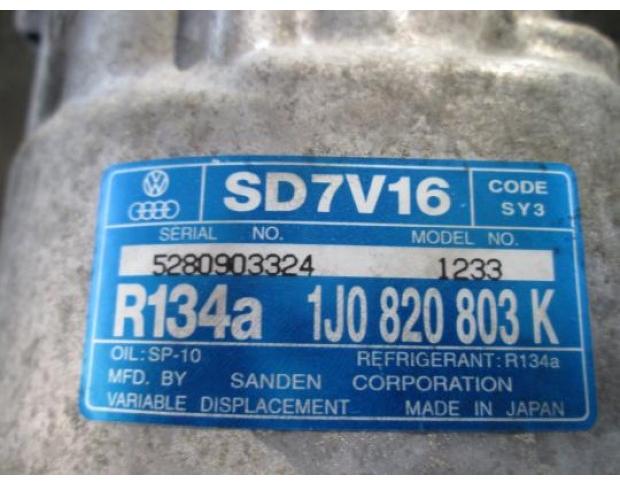 SD7V16
CODE
SY3
SERIAL NO. MODEL NO.
5280903324 1233
R134a 1J0 820 803 K
OIL:SP-10 REFRIGERANT:R134a
MFD. BY SANDEN CORPORATION
VARIABLE DISPLACEMENT MADE IN JAPAN